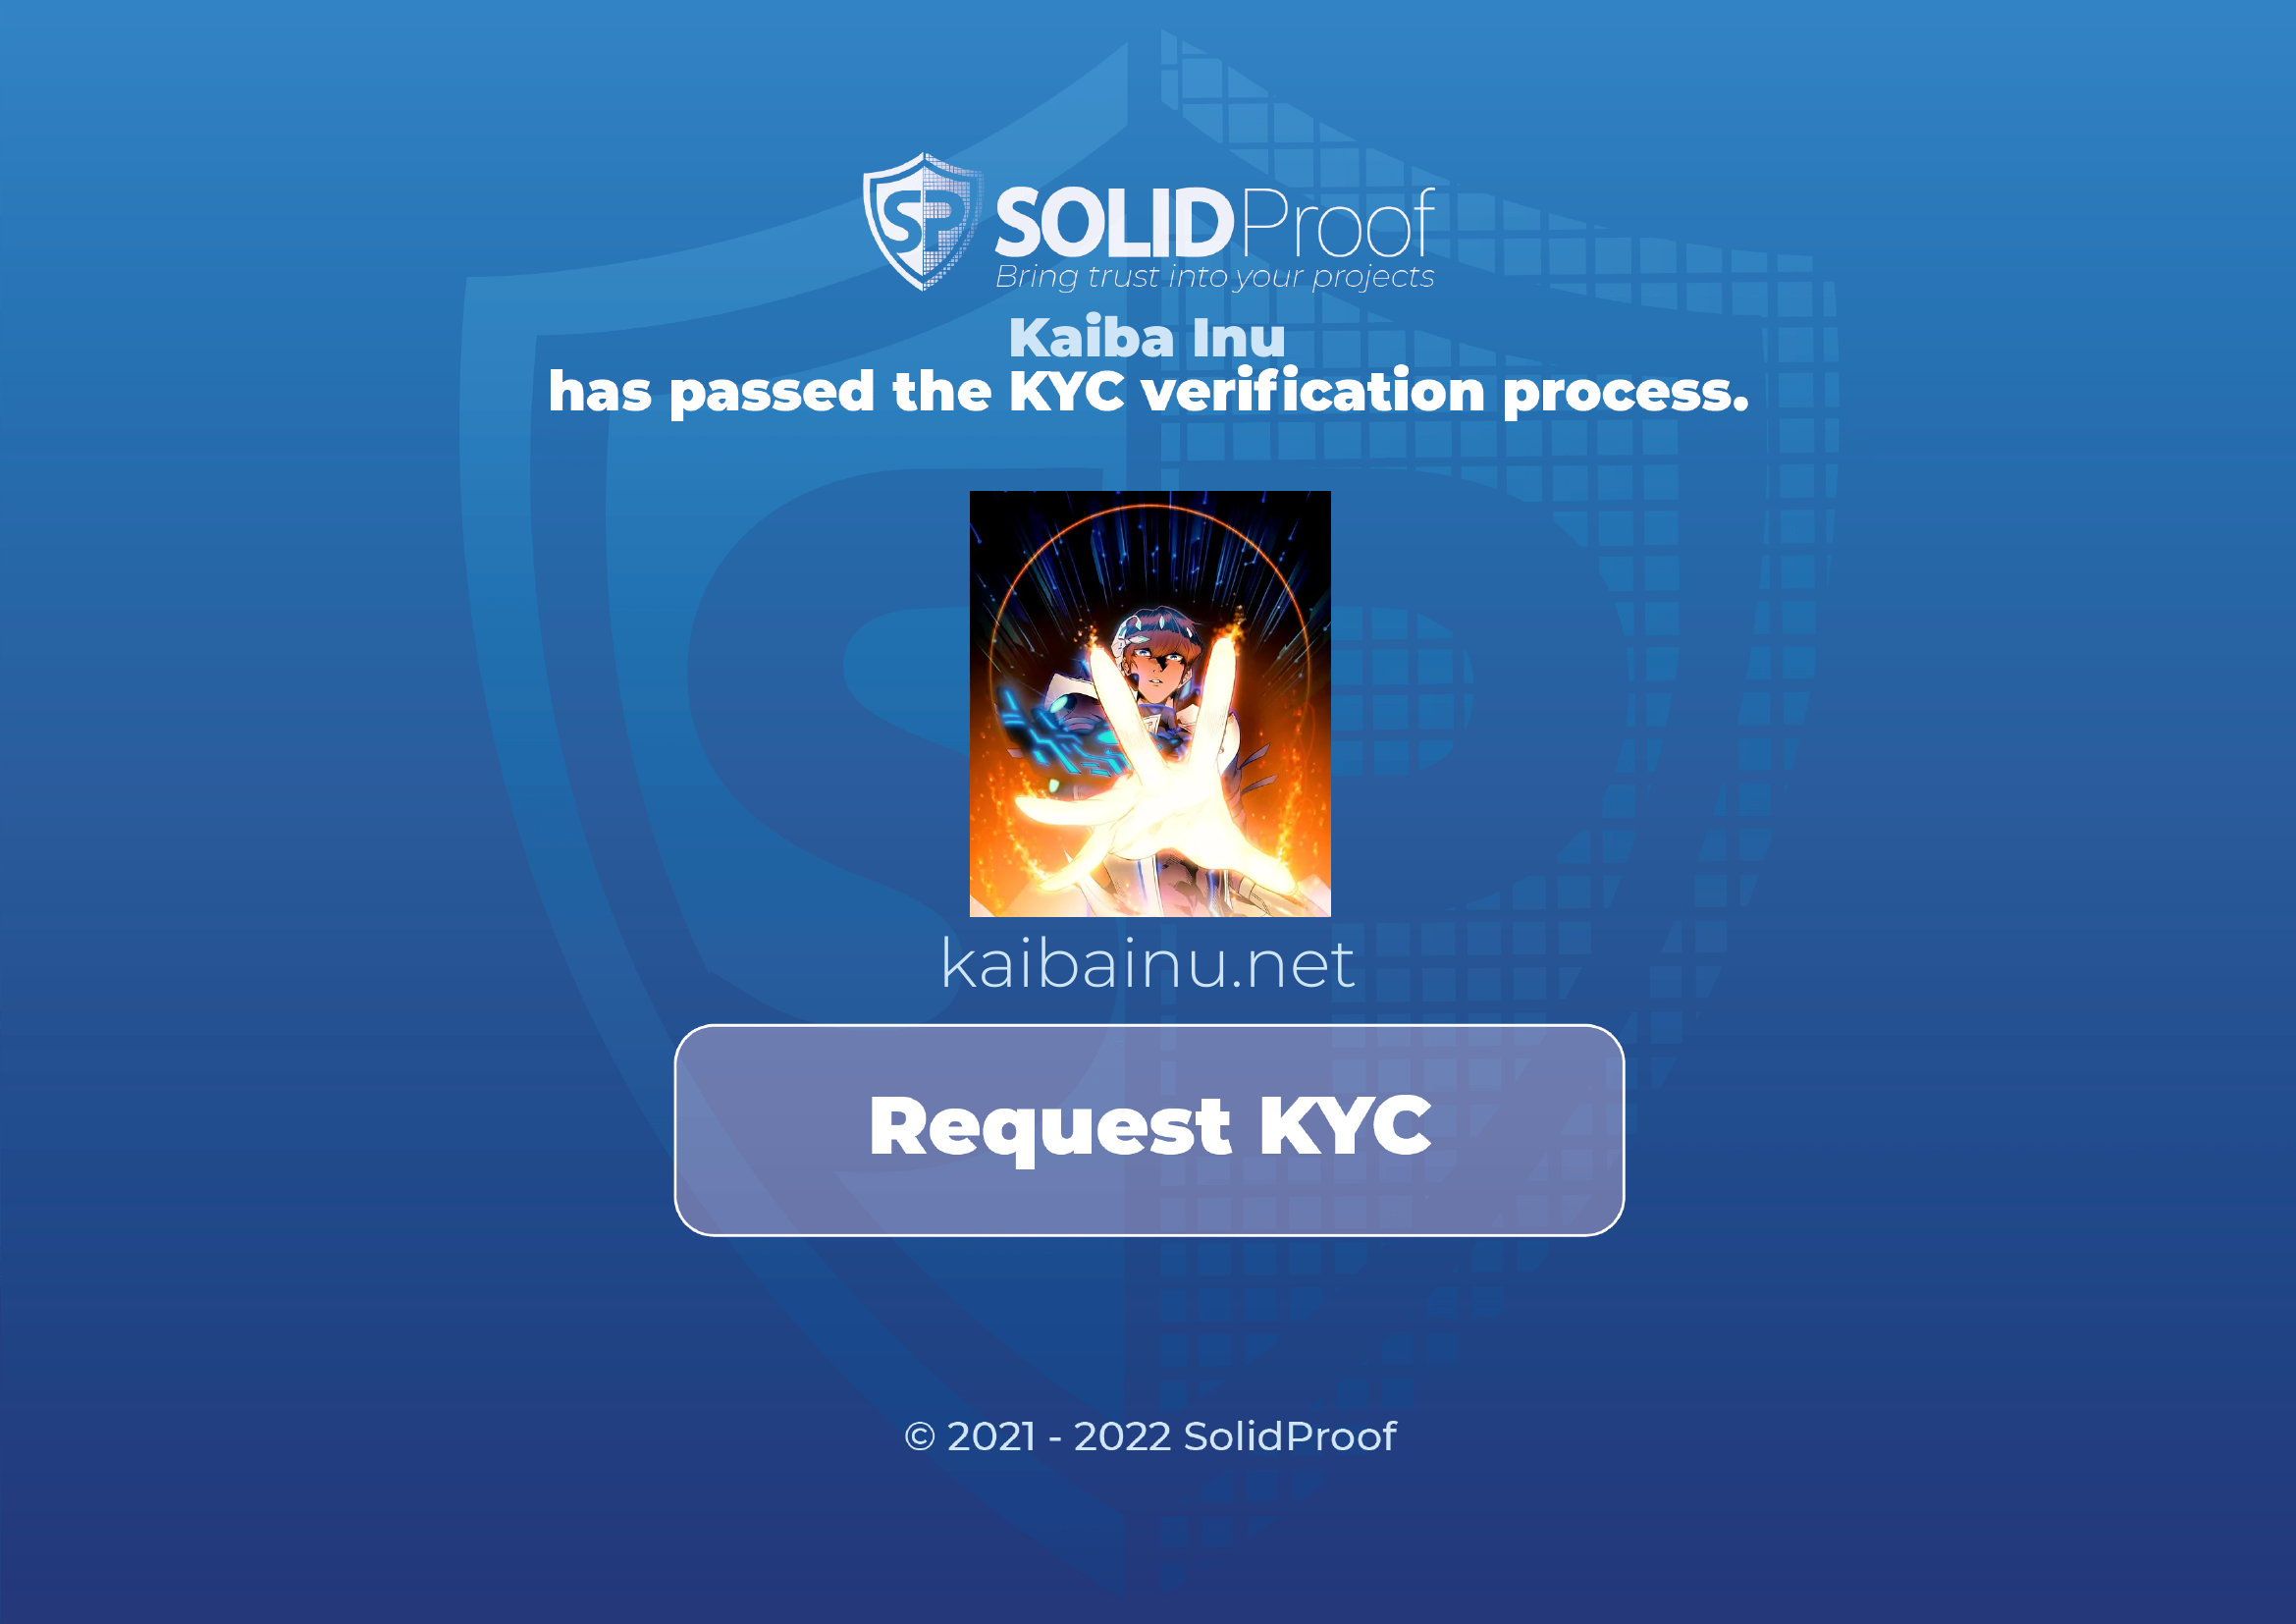 SP SOLIDProof
Bring trust into your projects
Kaiba Inu
has passed the KYC verification process.
kaibainu.net
Request KYC
© 2021 - 2022 SolidProof